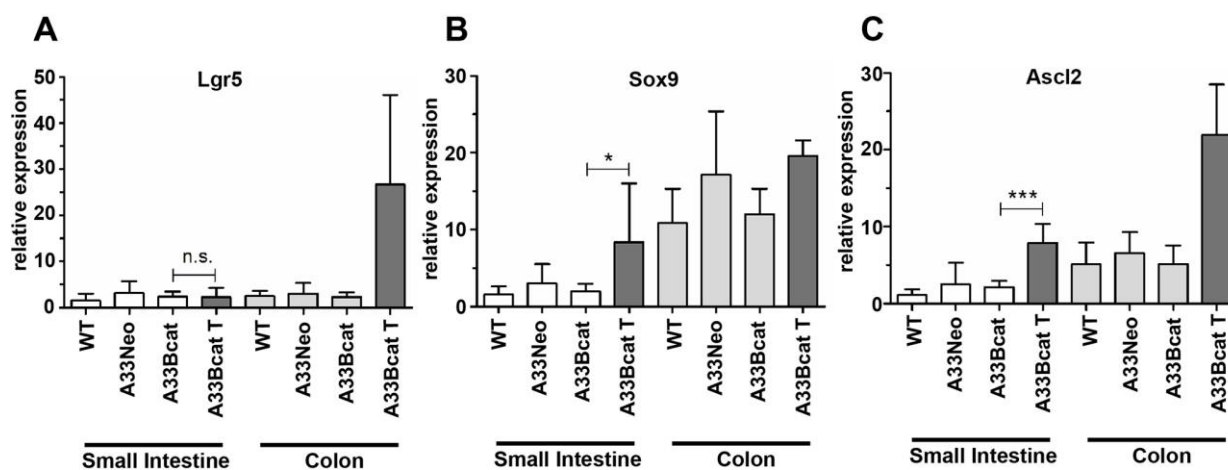 A
Lgr5
relative expression
50
40
30
20
10
5
0
n.s.
WT
A33Neo
A33Bcat
A33Bcat T
WT
A33Neo
A33Bcat
A33Bcat T
Small Intestine
Colon
B
Sox9
relative expression
30
20
10
0
*
WT
A33Neo
A33Bcat
A33Bcat T
WT
A33Neo
A33Bcat
A33Bcat T
Small Intestine
Colon
C
Ascl2
relative expression
30
20
10
0
***
WT
A33Neo
A33Bcat
A33Bcat T
WT
A33Neo
A33Bcat
A33Bcat T
Small Intestine
Colon